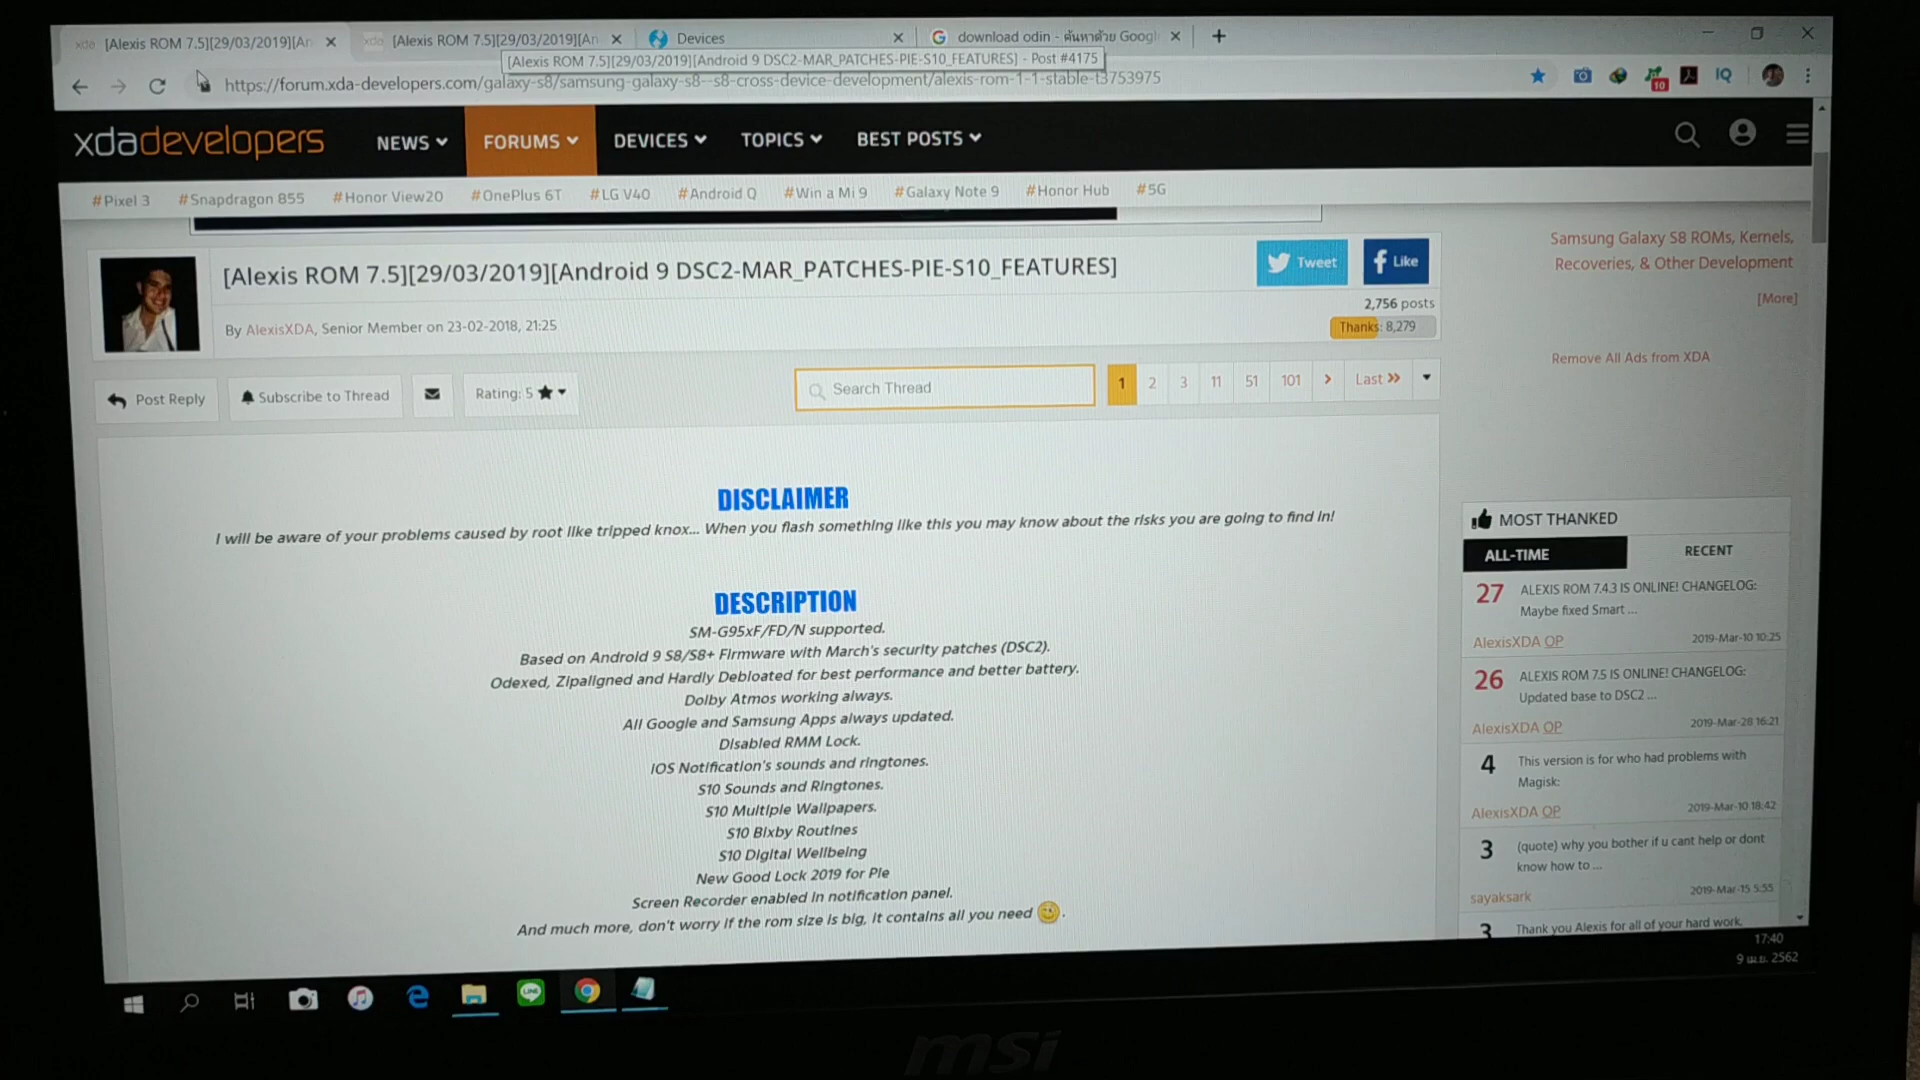 xda [Alexis ROM 7.5][29/03/2019][An
xda [Alexis ROM 7.5][29/03/2019][An
Devices
download odin - ค้นหาด้วย Googl
[Alexis ROM 7.5][29/03/2019][Android 9 DSC2-MAR_PATCHES-PIE-S10_FEATURES] - Post #4175
https://forum.xda-developers.com/galaxy-s8/samsung-galaxy-s8--s8-cross-device-development/alexis-rom-1-1-stable-t3753975
10
IQ
xdadevelopers
NEWS
FORUMS
DEVICES
TOPICS
BEST POSTS
#Pixel 3 #Snapdragon 855 #Honor View20 #OnePlus 6T #LG V40 #Android Q #Win a Mi 9 #Galaxy Note 9 #Honor Hub #5G
[Alexis ROM 7.5][29/03/2019][Android 9 DSC2-MAR_PATCHES-PIE-S10_FEATURES]
Tweet
Like
By AlexisXDA, Senior Member on 23-02-2018, 21:25
2,756 posts
Thanks: 8,279
Post Reply
Subscribe to Thread
Rating: 5
Search Thread
1 2 3 11 51 101 > Last >>
DISCLAIMER
I will be aware of your problems caused by root like tripped knox... When you flash something like this you may know about the risks you are going to find in!
DESCRIPTION
SM-G95xF/FD/N supported.
Based on Android 9 S8/S8+ Firmware with March's security patches (DSC2).
Odexed, Zipaligned and Hardly Debloated for best performance and better battery.
Dolby Atmos working always.
All Google and Samsung Apps always updated.
Disabled RMM Lock.
iOS Notification's sounds and ringtones.
S10 Sounds and Ringtones.
S10 Multiple Wallpapers.
S10 Bixby Routines
S10 Digital Wellbeing
New Good Lock 2019 for Pie
Screen Recorder enabled in notification panel.
And much more, don't worry if the rom size is big, it contains all you need .
Samsung Galaxy S8 ROMs, Kernels,
Recoveries, & Other Development
[More]
Remove All Ads from XDA
MOST THANKED
ALL-TIME
RECENT
27 ALEXIS ROM 7.4.3 IS ONLINE! CHANGELOG:
Maybe fixed Smart ...
AlexisXDA OP 2019-Mar-10 10:25
26 ALEXIS ROM 7.5 IS ONLINE! CHANGELOG:
Updated base to DSC2 ...
AlexisXDA OP 2019-Mar-28 16:21
4 This version is for who had problems with
Magisk:
AlexisXDA OP 2019-Mar-10 18:42
3 (quote) why you bother if u cant help or dont
know how to ...
sayaksark 2019-Mar-15 5:55
3 Thank you Alexis for all of your hard work.
17:40
9 เม.ย. 2562
LINE
msi